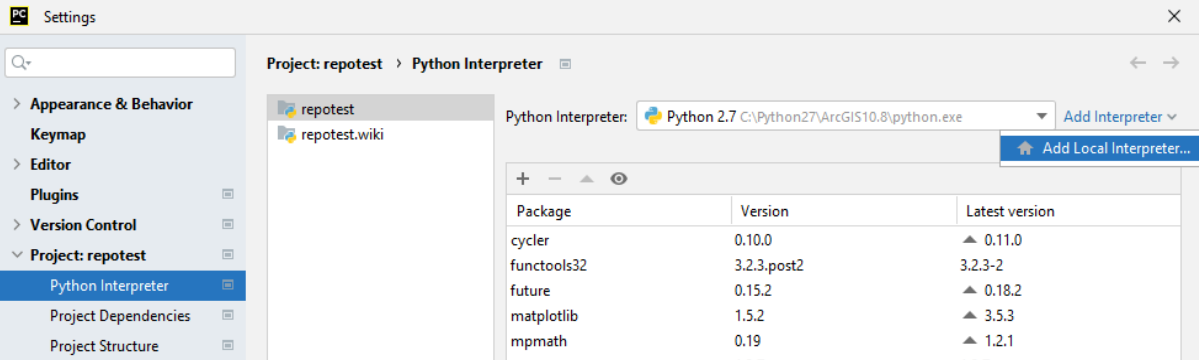 PC Settings
Project: repotest > Python Interpreter
Appearance & Behavior
Keymap
Editor
Plugins
Version Control
Project: repotest
Python Interpreter
Project Dependencies
Project Structure
repotest
repotest.wiki
Python Interpreter: Python 2.7 C:\Python27\ArcGIS10.8\python.exe Add Interpreter
Add Local Interpreter...
Package Version Latest version
cycler 0.10.0 0.11.0
functools32 3.2.3.post2 3.2.3-2
future 0.15.2 0.18.2
matplotlib 1.5.2 3.5.3
mpmath 0.19 1.2.1